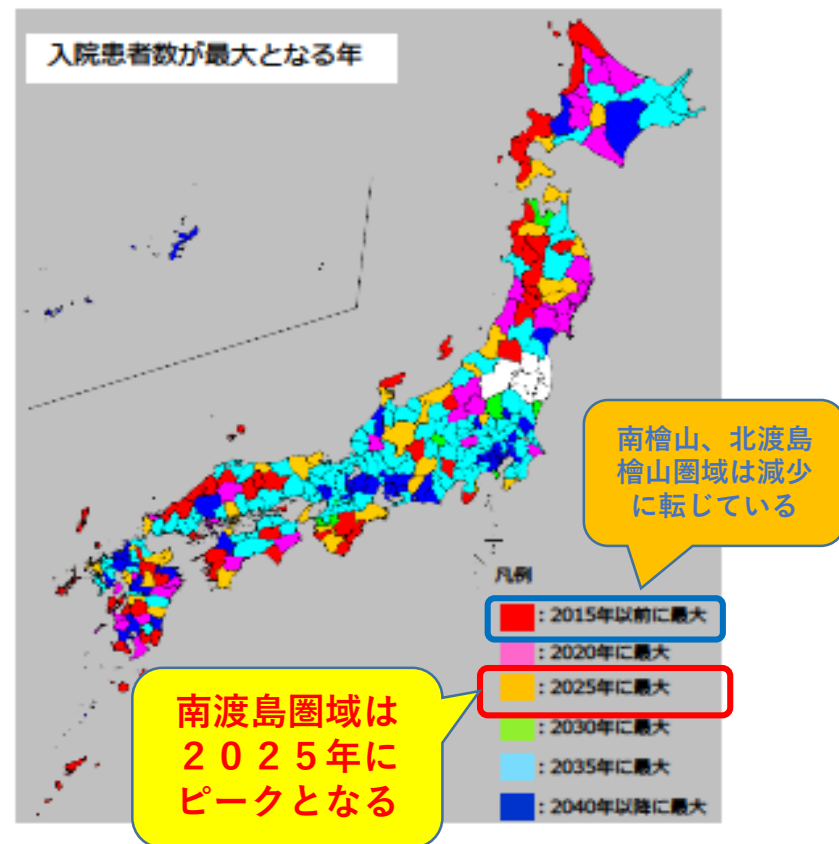 入院患者数が最大となる年
南檜山、北渡島
檜山圏域は減少
に転じている
凡例
：2015年以前に最大
：2020年に最大
：2025年に最大
：2030年に最大
：2035年に最大
：2040年以降に最大
南渡島圏域は
２０２５年に
ピークとなる